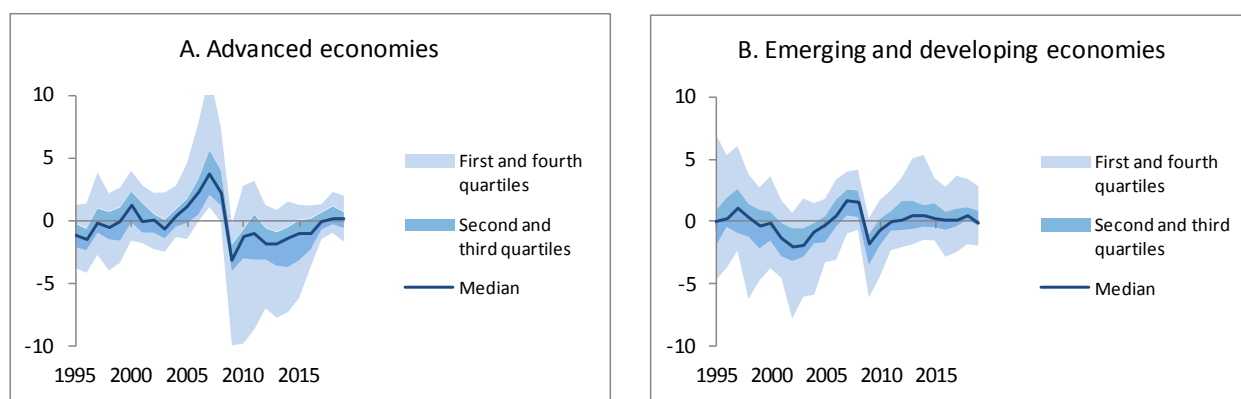 A. Advanced economies
10
5
0
-5
-10
1995 2000 2005 2010 2015
First and fourth
quartiles
Second and
third quartiles
Median
B. Emerging and developing economies
10
5
0
-5
-10
1995 2000 2005 2010 2015
First and fourth
quartiles
Second and third
quartiles
Median